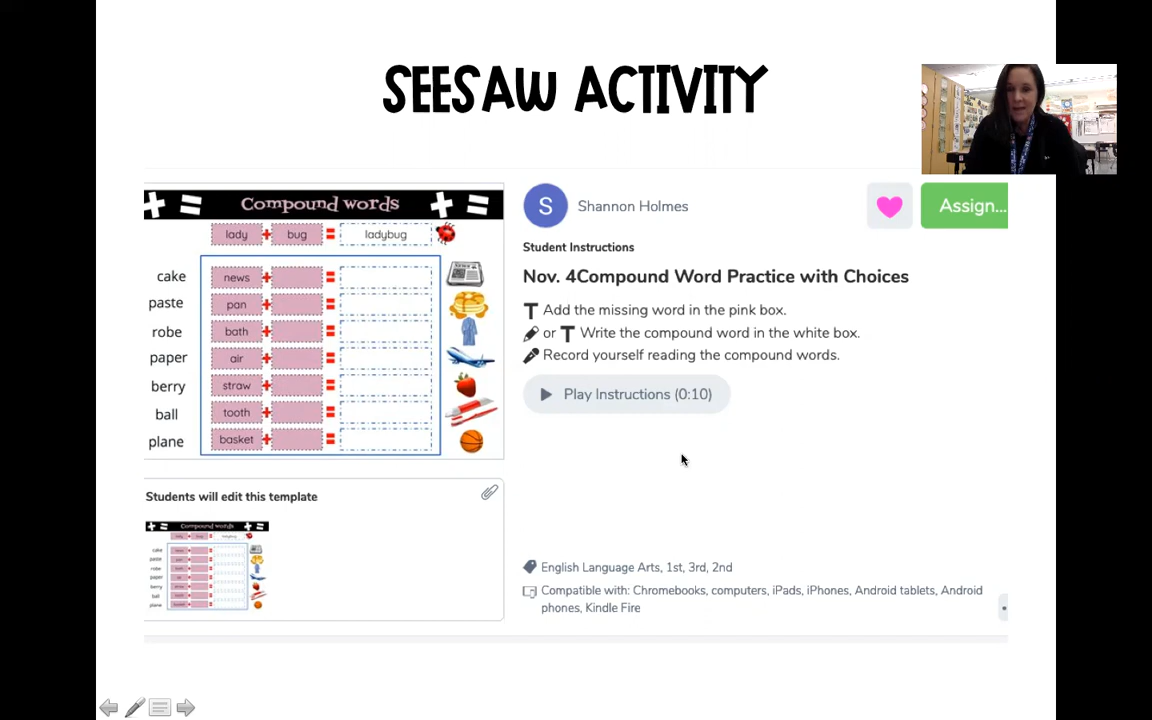 SEESAW ACTIVITY
+ = Compound words + =
lady + bug = ladybug
cake news + =
paste pan + =
robe bath + =
paper air + =
berry straw + =
ball tooth + =
plane basket + =
Students will edit this template
S Shannon Holmes
Assign...
Student Instructions
Nov. 4Compound Word Practice with Choices
T Add the missing word in the pink box.
or T Write the compound word in the white box.
Record yourself reading the compound words.
Play Instructions (0:10)
English Language Arts, 1st, 3rd, 2nd
Compatible with: Chromebooks, computers, iPads, iPhones, Android tablets, Android
phones, Kindle Fire